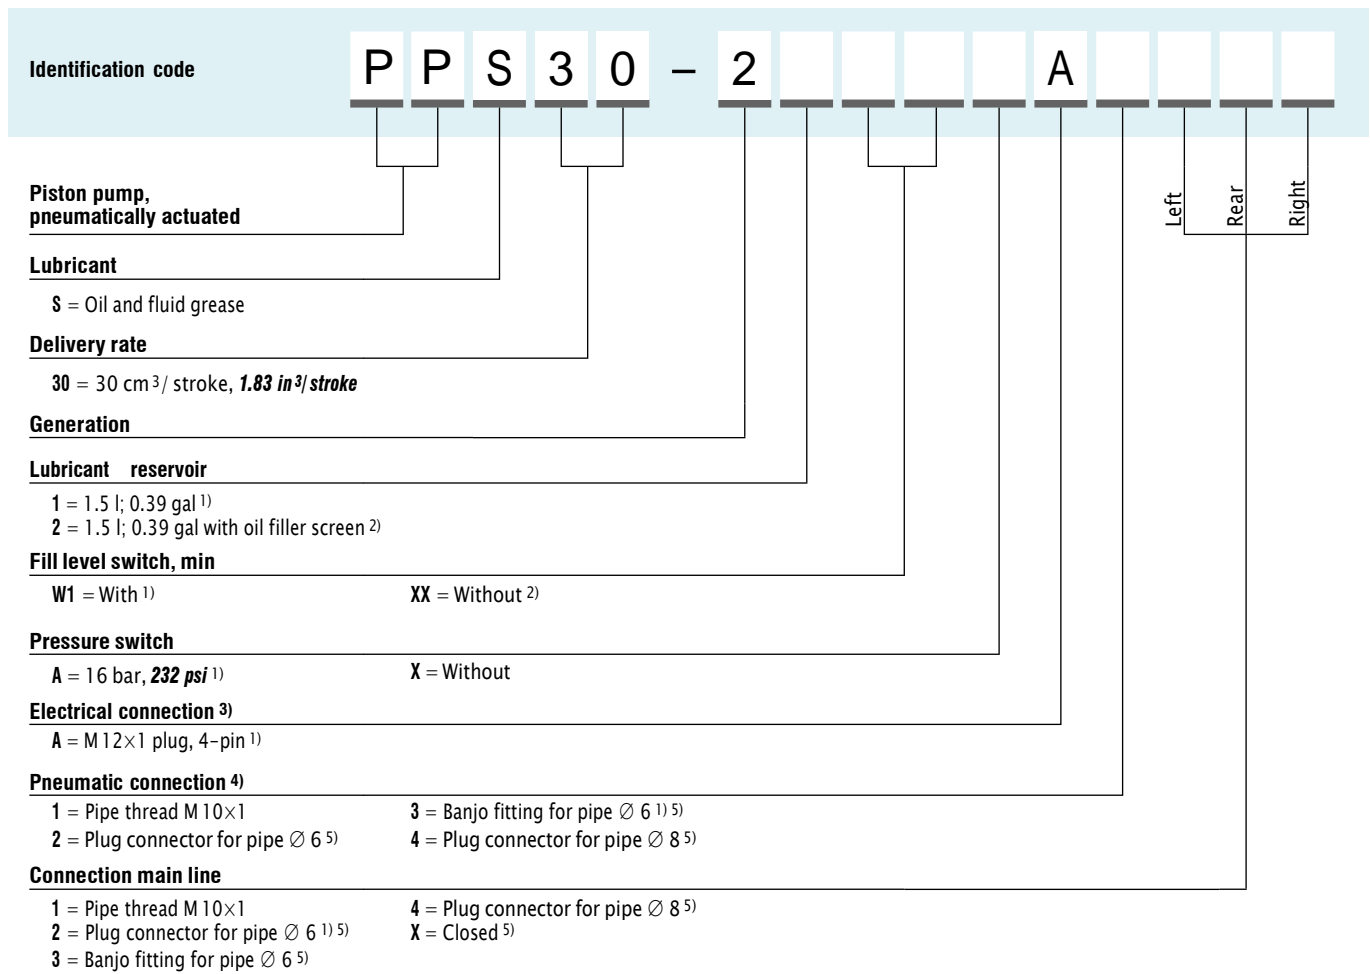 Identification code P P S 3 0 – 2 A
Left Rear Right
Piston pump,
pneumatically actuated
Lubricant
S = Oil and fluid grease
Delivery rate
30 = 30 cm³/ stroke, 1.83 in³/ stroke
Generation
Lubricant reservoir
1 = 1.5 l; 0.39 gal 1)
2 = 1.5 l; 0.39 gal with oil filler screen 2)
Fill level switch, min
W1 = With 1) XX = Without 2)
Pressure switch
A = 16 bar, 232 psi 1) X = Without
Electrical connection 3)
A = M 12×1 plug, 4–pin 1)
Pneumatic connection 4)
1 = Pipe thread M 10×1 3 = Banjo fitting for pipe ∅ 6 1) 5)
2 = Plug connector for pipe ∅ 6 5) 4 = Plug connector for pipe ∅ 8 5)
Connection main line
1 = Pipe thread M 10×1 4 = Plug connector for pipe ∅ 8 5)
2 = Plug connector for pipe ∅ 6 1) 5) X = Closed 5)
3 = Banjo fitting for pipe ∅ 6 5)